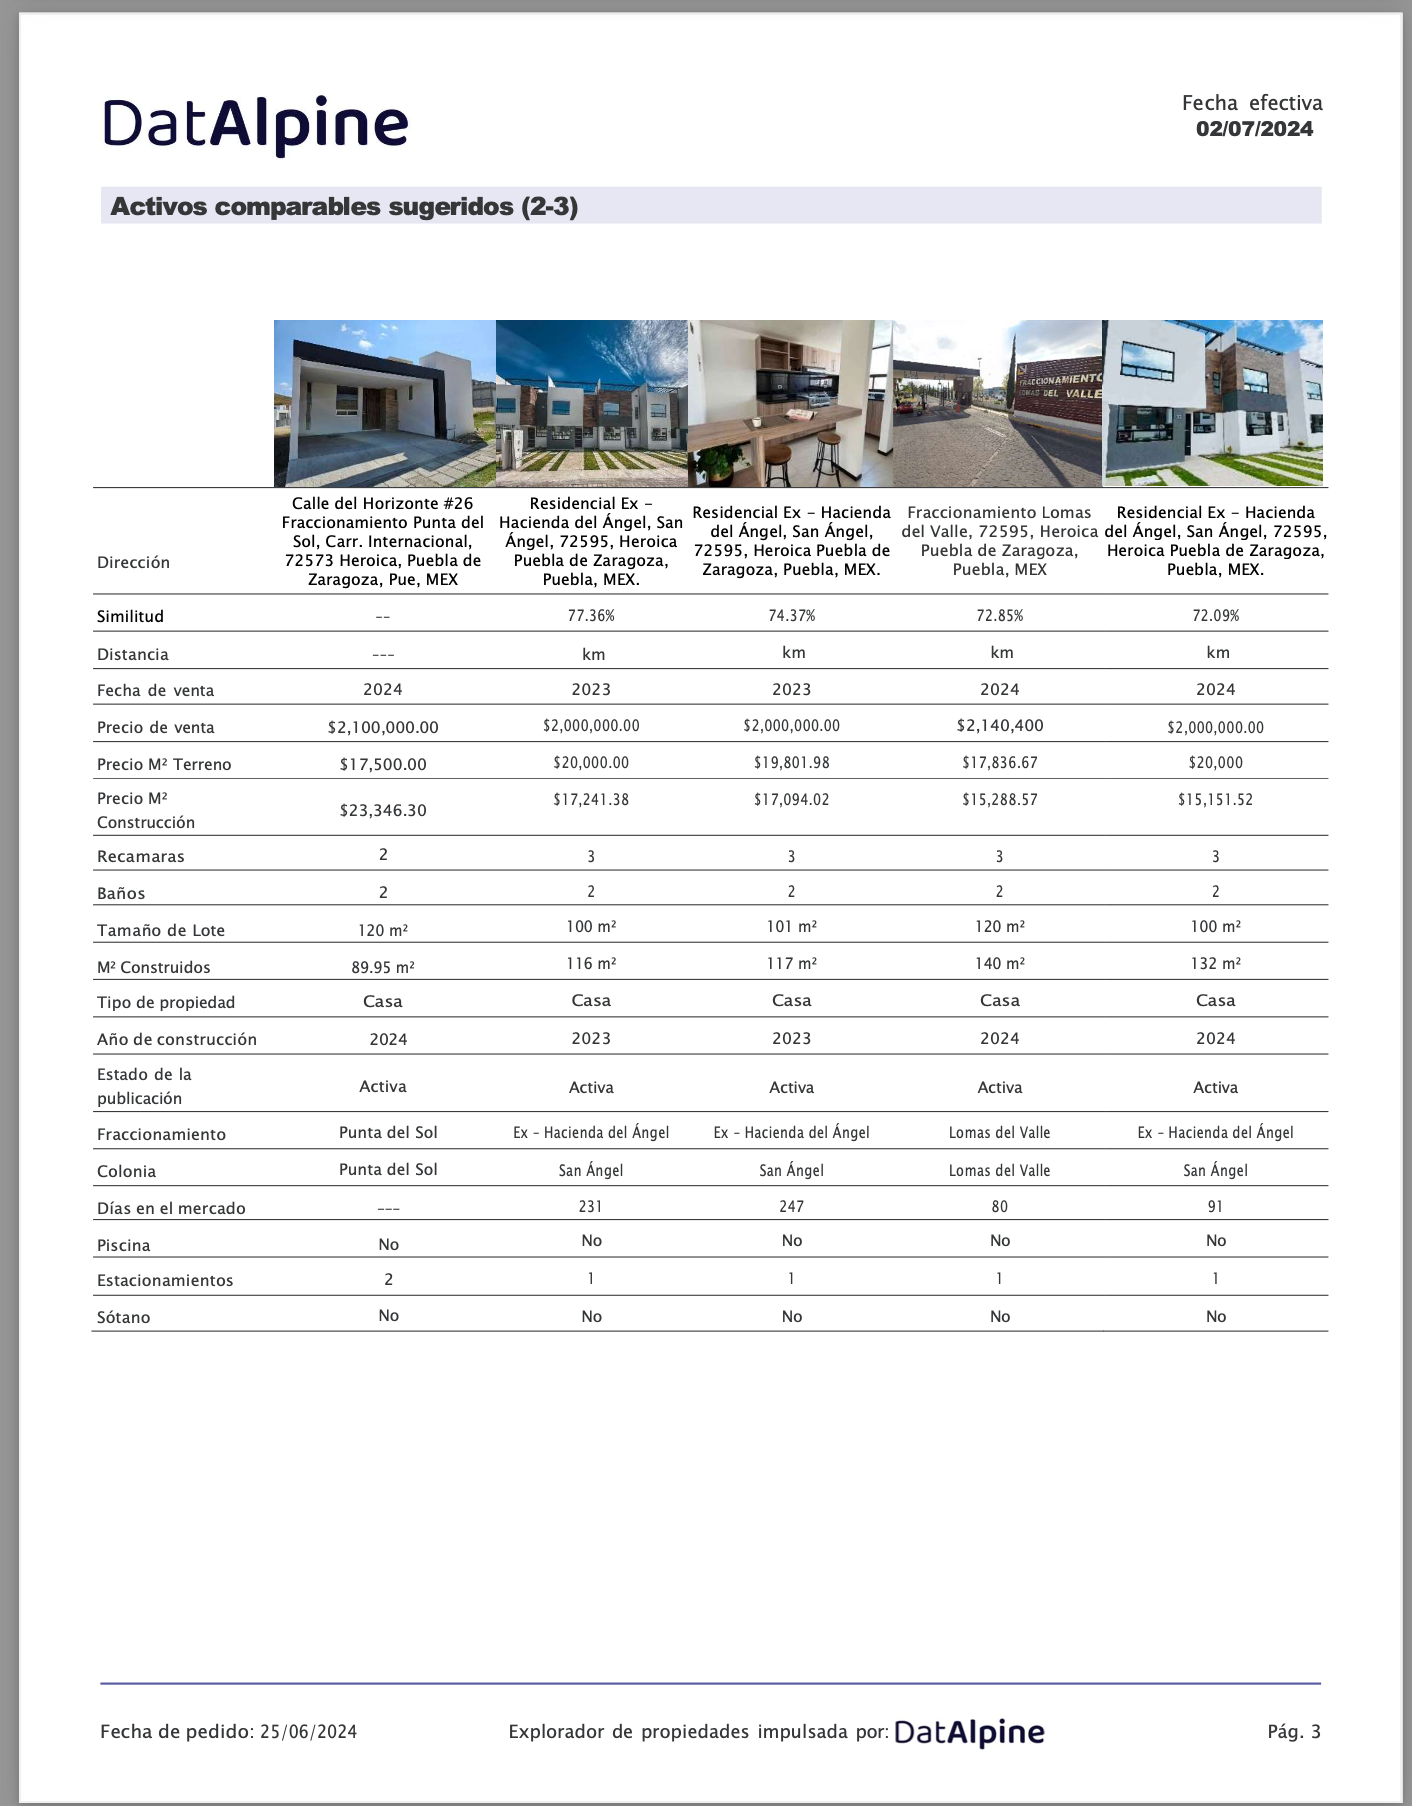 DatAlpine
Fecha efectiva
02/07/2024
Activos comparables sugeridos (2-3)
FRACCIONAMIENTO
LOMAS DEL VALLE
Dirección
Calle del Horizonte #26
Fraccionamiento Punta del
Sol, Carr. Internacional,
72573 Heroica, Puebla de
Zaragoza, Pue, MEX
Residencial Ex –
Hacienda del Ángel, San
Ángel, 72595, Heroica
Puebla de Zaragoza,
Puebla, MEX.
Residencial Ex – Hacienda
del Ángel, San Ángel,
72595, Heroica Puebla de
Zaragoza, Puebla, MEX.
Fraccionamiento Lomas
del Valle, 72595, Heroica
Puebla de Zaragoza,
Puebla, MEX
Residencial Ex – Hacienda
del Ángel, San Ángel, 72595,
Heroica Puebla de Zaragoza,
Puebla, MEX.
Similitud -- 77.36% 74.37% 72.85% 72.09%
Distancia --- km km km km
Fecha de venta 2024 2023 2023 2024 2024
Precio de venta $2,100,000.00 $2,000,000.00 $2,000,000.00 $2,140,400 $2,000,000.00
Precio M² Terreno $17,500.00 $20,000.00 $19,801.98 $17,836.67 $20,000
Precio M²
Construcción $23,346.30 $17,241.38 $17,094.02 $15,288.57 $15,151.52
Recamaras 2 3 3 3 3
Baños 2 2 2 2 2
Tamaño de Lote 120 m² 100 m² 101 m² 120 m² 100 m²
M² Construidos 89.95 m² 116 m² 117 m² 140 m² 132 m²
Tipo de propiedad Casa Casa Casa Casa Casa
Año de construcción 2024 2023 2023 2024 2024
Estado de la
publicación Activa Activa Activa Activa Activa
Fraccionamiento Punta del Sol Ex – Hacienda del Ángel Ex – Hacienda del Ángel Lomas del Valle Ex – Hacienda del Ángel
Colonia Punta del Sol San Ángel San Ángel Lomas del Valle San Ángel
Días en el mercado --- 231 247 80 91
Piscina No No No No No
Estacionamientos 2 1 1 1 1
Sótano No No No No No
Fecha de pedido: 25/06/2024 Explorador de propiedades impulsada por: DatAlpine Pág. 3